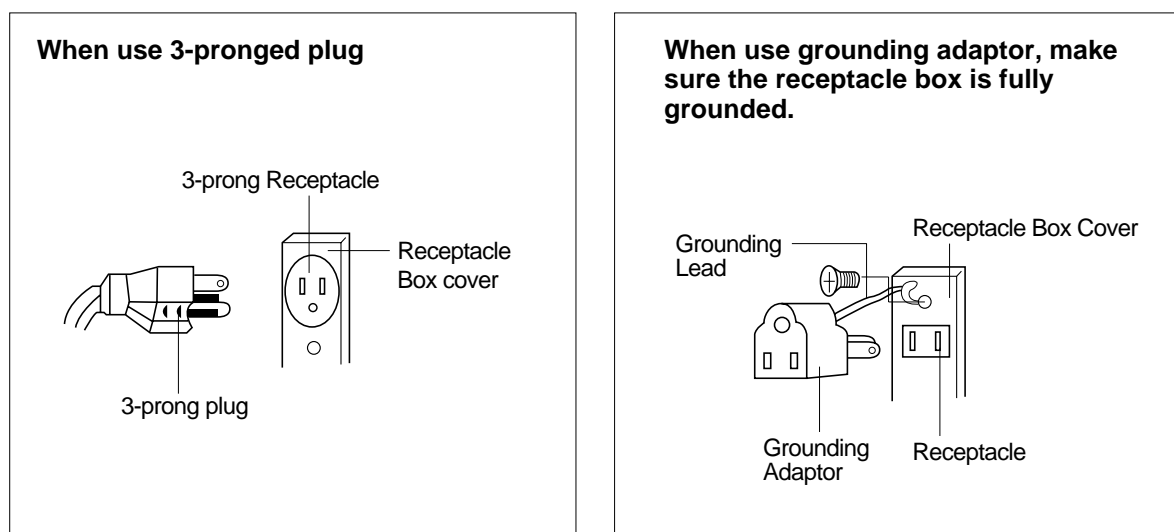 When use 3-pronged plug
3-prong Receptacle
Receptacle
Box cover
3-prong plug
When use grounding adaptor, make
sure the receptacle box is fully
grounded.
Receptacle Box Cover
Grounding
Lead
Grounding
Adaptor
Receptacle